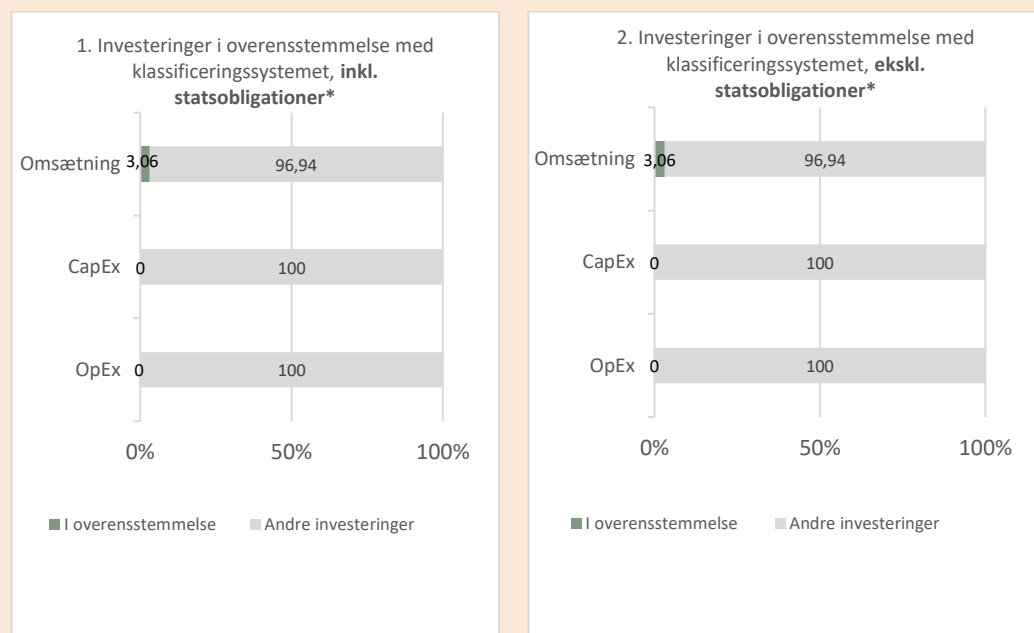 1. Investeringer i overensstemmelse med
klassificeringssystemet, inkl.
statsobligationer*
Omsætning 3,06 96,94
CapEx 0 100
OpEx 0 100
0% 50% 100%
I overensstemmelse Andre investeringer
2. Investeringer i overensstemmelse med
klassificeringssystemet, ekskl.
statsobligationer*
Omsætning 3,06 96,94
CapEx 0 100
OpEx 0 100
0% 50% 100%
I overensstemmelse Andre investeringer